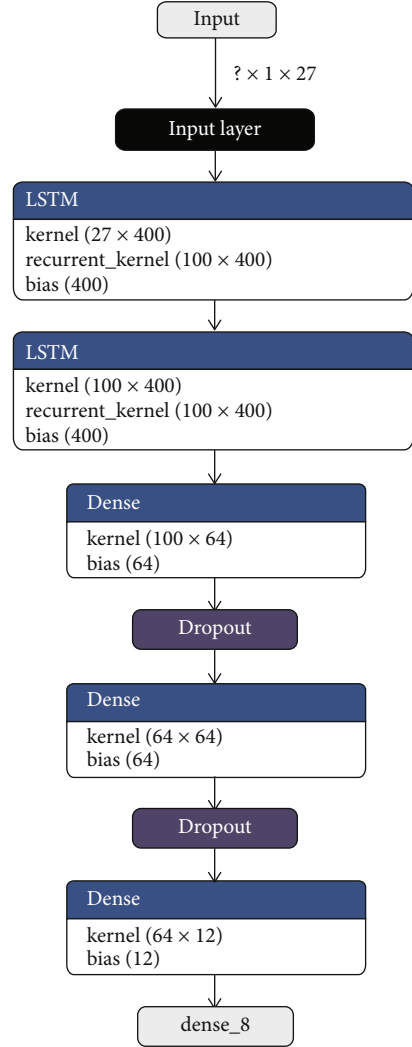 Input
? × 1 × 27
Input layer
LSTM
kernel (27 × 400)
recurrent_kernel (100 × 400)
bias (400)
LSTM
kernel (100 × 400)
recurrent_kernel (100 × 400)
bias (400)
Dense
kernel (100 × 64)
bias (64)
Dropout
Dense
kernel (64 × 64)
bias (64)
Dropout
Dense
kernel (64 × 12)
bias (12)
dense_8